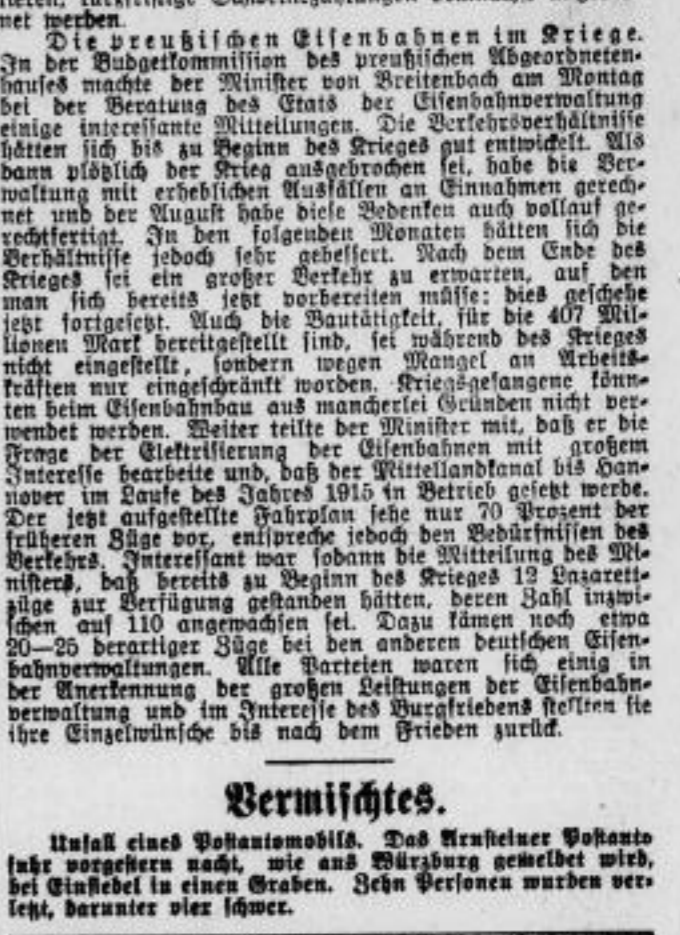 net werden.
Die preußischen Eisenbahnen im Kriege.
In der Budgetkommission des preußischen Abgeordneten-
hauses machte der Minister von Breitenbach am Montag
bei der Beratung des Etats der Eisenbahnverwaltung
einige interessante Mitteilungen. Die Verkehrsverhältnisse
hätten sich bis zu Beginn des Krieges gut entwickelt. Als
dann plötzlich der Krieg ausgebrochen sei, habe die Ver-
waltung mit erheblichen Ausfällen an Einnahmen gerech-
net und der August habe diese Bedenken auch vollauf ge-
rechtfertigt. In den folgenden Monaten hätten sich die
Verhältnisse jedoch sehr gebessert. Nach dem Ende des
Krieges sei ein großer Verkehr zu erwarten, auf den
man sich bereits jetzt vorbereiten müsse; dies geschehe
jetzt fortgesetzt. Auch die Bautätigkeit, für die 407 Mil-
lionen Mark bereitgestellt sind, sei während des Krieges
nicht eingestellt, sondern wegen Mangel an Arbeits-
kräften nur eingeschränkt worden. Kriegsgefangene könn-
ten beim Eisenbahnbau aus mancherlei Gründen nicht ver-
wendet werden. Weiter teilte der Minister mit, daß er die
Frage der Elektrisierung der Eisenbahnen mit großem
Interesse bearbeite und, daß der Mittellandkanal bis Han-
nover im Laufe des Jahres 1915 in Betrieb gesetzt werde.
Der jetzt aufgestellte Fahrplan sehe nur 70 Prozent der
früheren Züge vor, entspreche jedoch den Bedürfnissen des
Verkehrs. Interessant war sodann die Mitteilung des Mi-
nisters, daß bereits zu Beginn des Krieges 12 Lazarett-
züge zur Verfügung gestanden hätten, deren Zahl inzwi-
schen auf 110 angewachsen sei. Dazu kämen noch etwa
20—25 derartiger Züge bei den anderen deutschen Eisen-
bahnverwaltungen. Alle Parteien waren sich einig in
der Anerkennung der großen Leistungen der Eisenbahn-
verwaltung und im Interesse des Burgfriedens stellten sie
ihre Einzelwünsche bis nach dem Frieden zurück.
Vermischtes.
Unfall eines Postautomobils. Das Arnsteiner Postauto
fuhr vorgestern nacht, wie aus Würzburg gemeldet wird,
bei Einsiedel in einen Graben. Zehn Personen wurden ver-
letzt, darunter vier schwer.